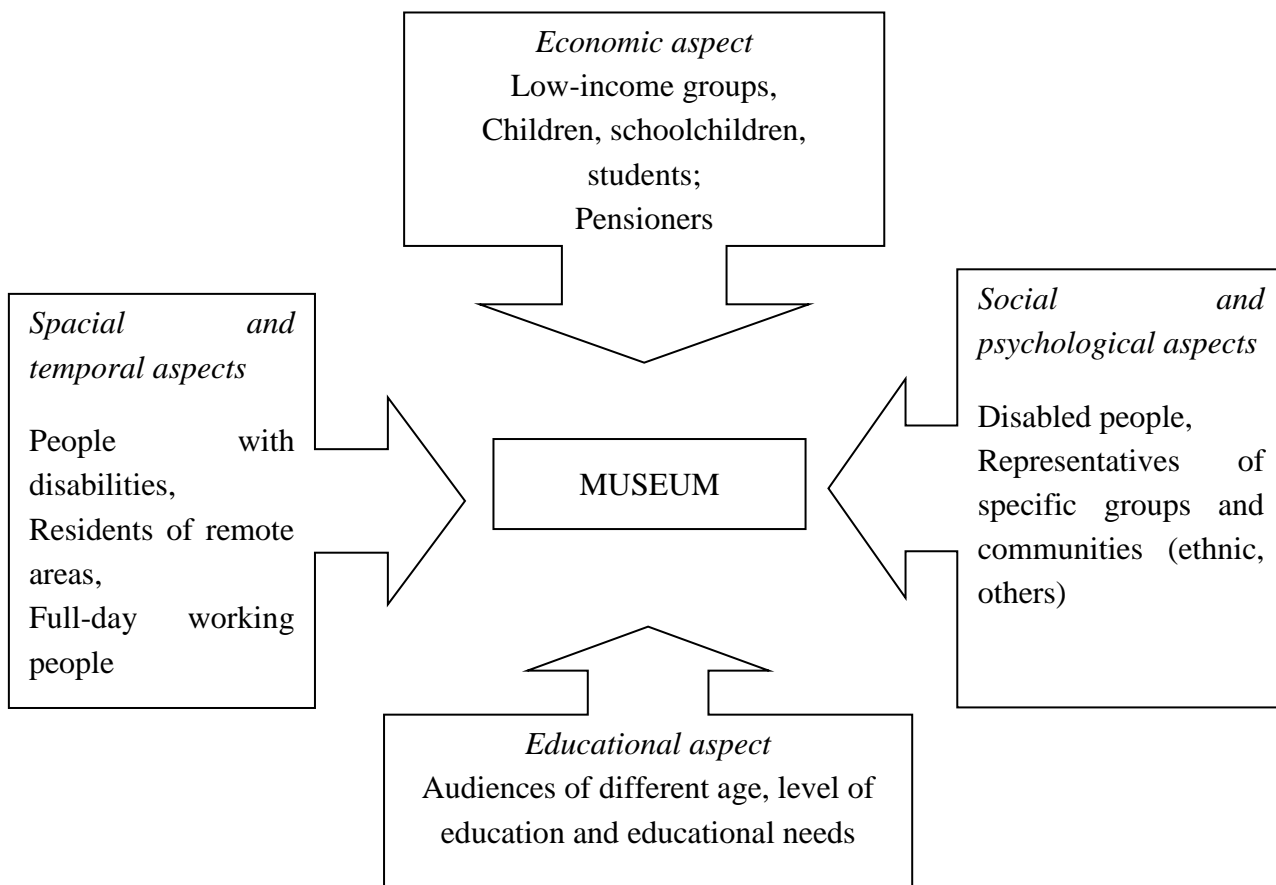 Economic aspect
Low-income groups,
Children, schoolchildren,
students;
Pensioners
Spacial and
temporal aspects
People with
disabilities,
Residents of remote
areas,
Full-day working
people
MUSEUM
Social and
psychological aspects
Disabled people,
Representatives of
specific groups and
communities (ethnic,
others)
Educational aspect
Audiences of different age, level of
education and educational needs